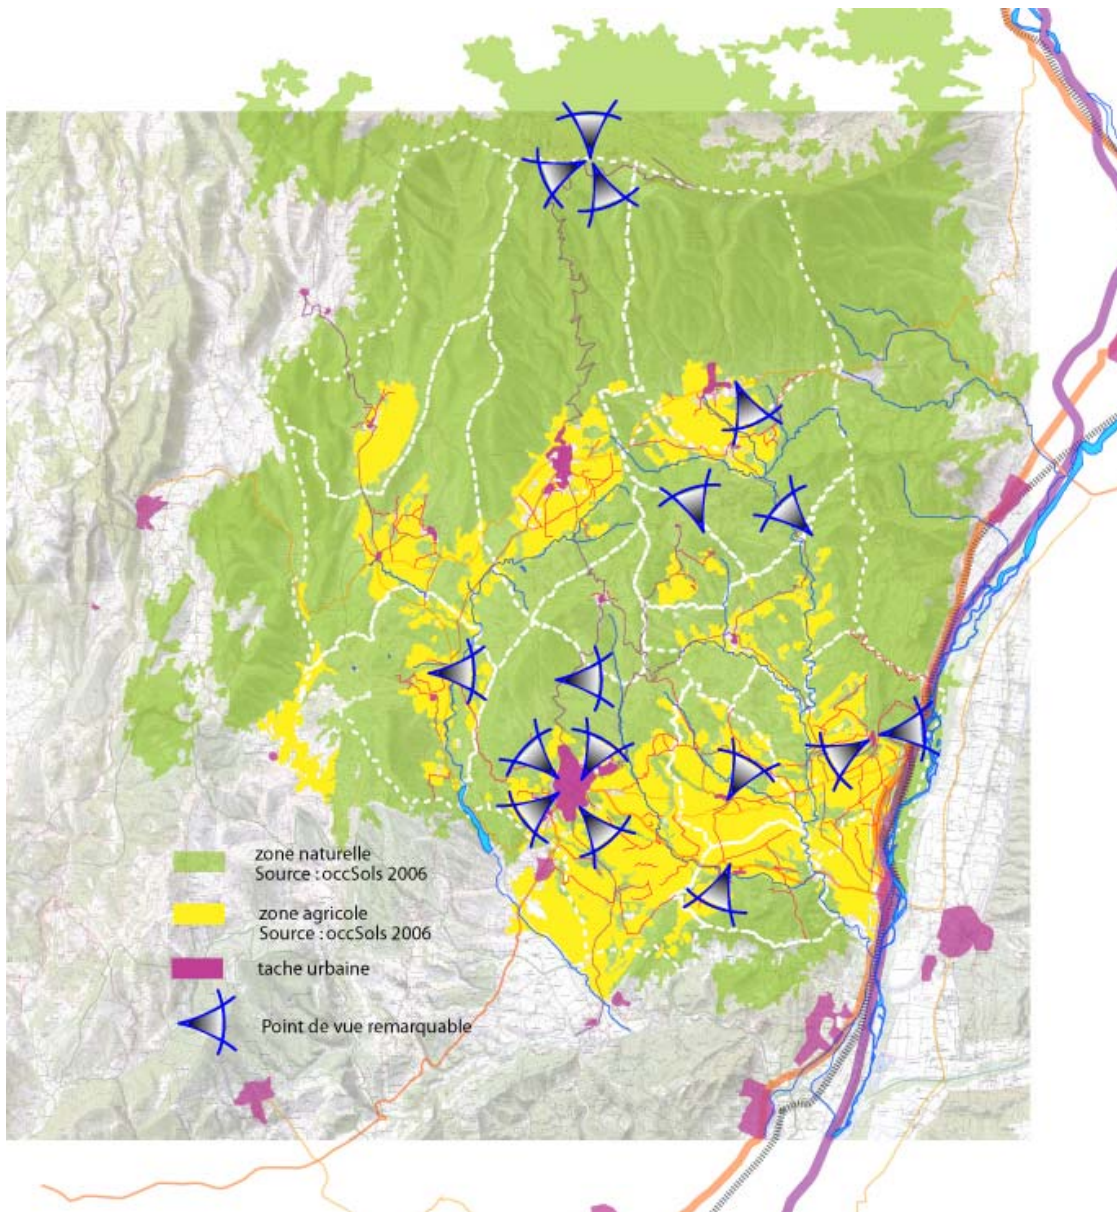 zone naturelle
Source : occSols 2006
zone agricole
Source : occSols 2006
tache urbaine
Point de vue remarquable